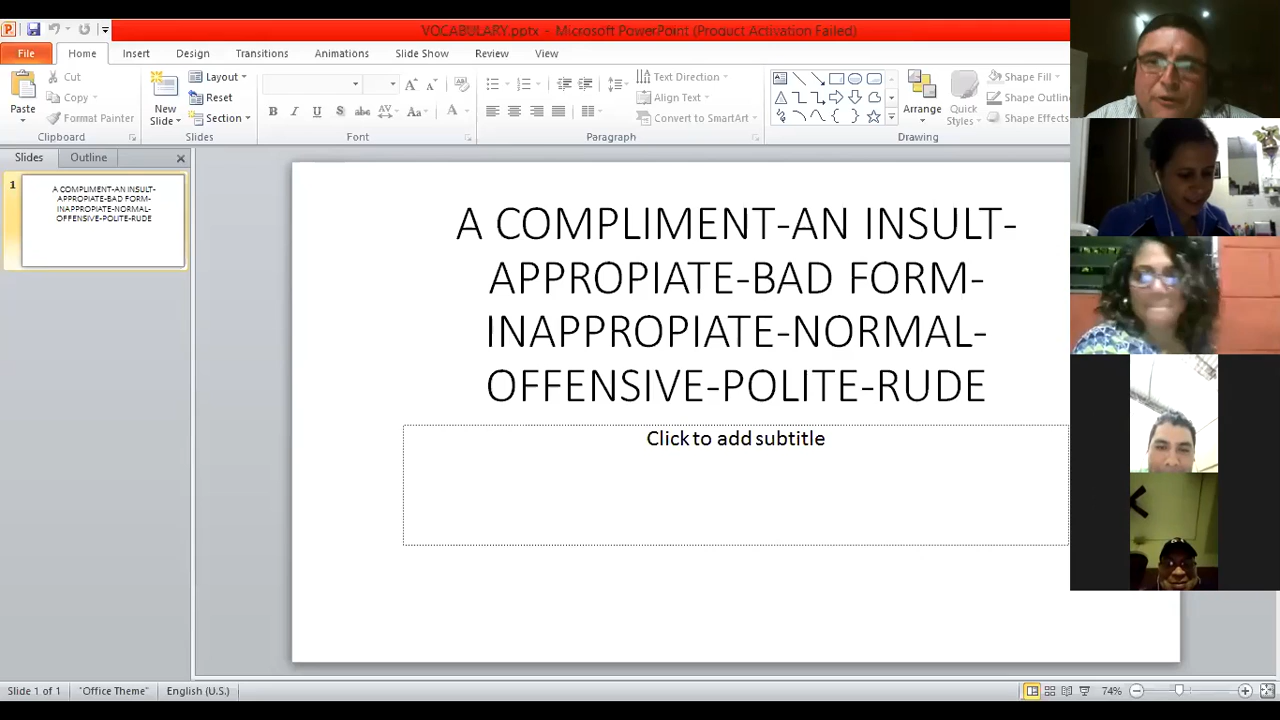 VOCABULARY.pptx - Microsoft PowerPoint (Product Activation Failed)
File Home Insert Design Transitions Animations Slide Show Review View
Paste
Cut
Copy
Format Painter
Clipboard
New
Slide
Layout
Reset
Section
Slides
B I U S abc AV Aa A
Font
Text Direction
Align Text
Convert to SmartArt
Paragraph
Arrange
Quick
Styles
Shape Fill
Shape Outline
Shape Effects
Drawing
Slides Outline
1
A COMPLIMENT-AN INSULT-
APPROPIATE-BAD FORM-
INAPPROPIATE-NORMAL-
OFFENSIVE-POLITE-RUDE
A COMPLIMENT-AN INSULT-
APPROPIATE-BAD FORM-
INAPPROPIATE-NORMAL-
OFFENSIVE-POLITE-RUDE
Click to add subtitle
Slide 1 of 1 "Office Theme" English (U.S.) 74%